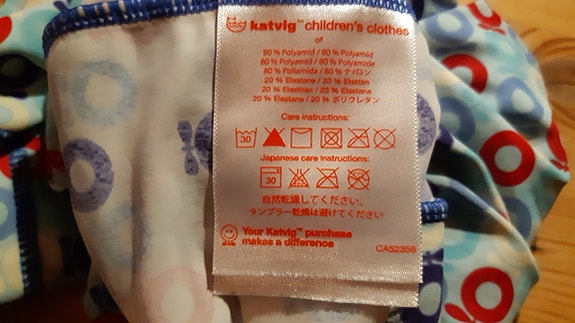 katvig™ children's clothes
of
80 % Polyamid / 80 % Polyamid
80 % Polyamid / 80 % Polyamide
80 % Poliamida / 80 % ナイロン
20 % Elastane / 20 % Elastan
20 % Elasthan / 20 % Elastano
20 % Elastane / 20 % ポリウレタン
Care instructions:
30
Japanese care instructions:
30
自然乾燥してください。
タンブラー乾燥は避けてください
Your Katvig™ purchase
makes a difference
CA52356